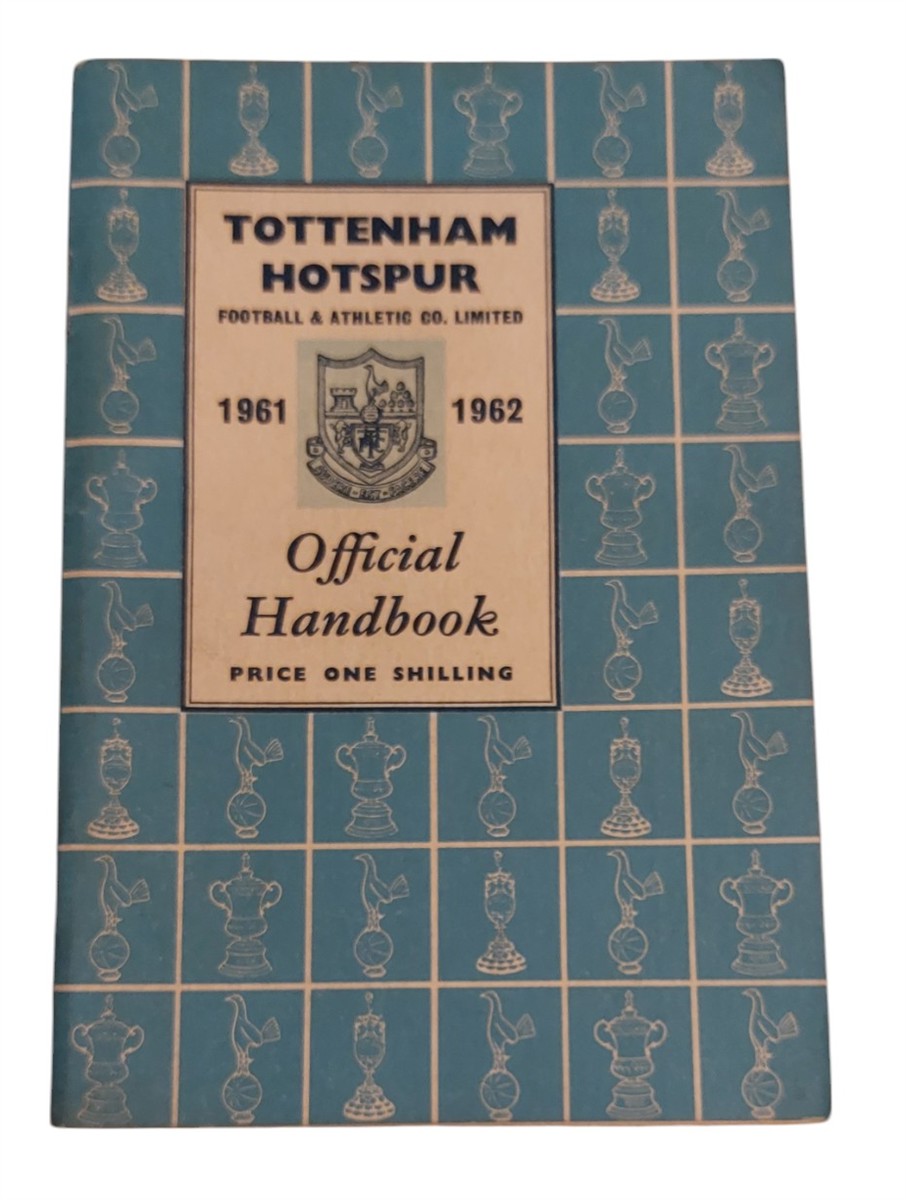 TOTTENHAM
HOTSPUR
FOOTBALL & ATHLETIC CO. LIMITED
1961 1962
Official
Handbook
PRICE ONE SHILLING